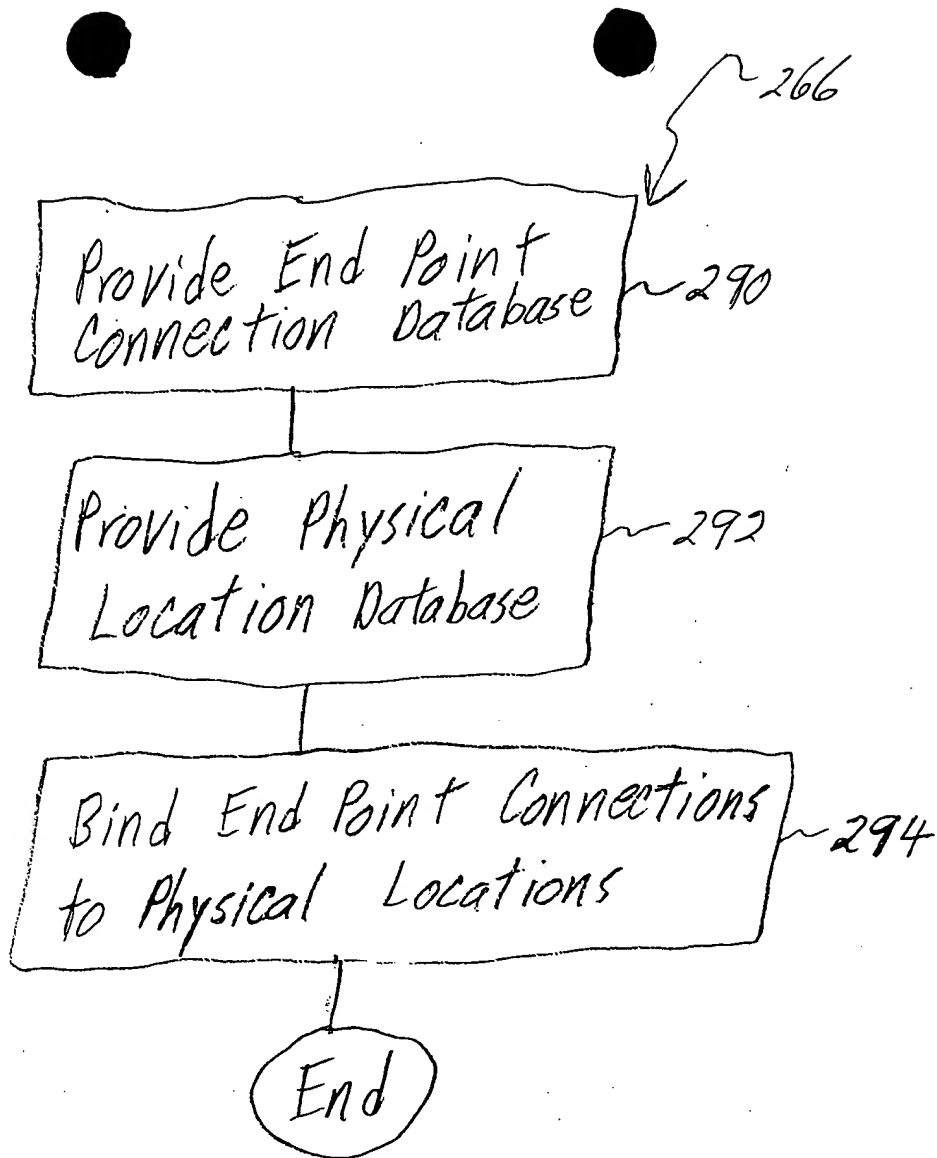 266
Provide End Point
Connection Database
290
Provide Physical
Location Database
292
Bind End Point Connections
to Physical Locations
294
End